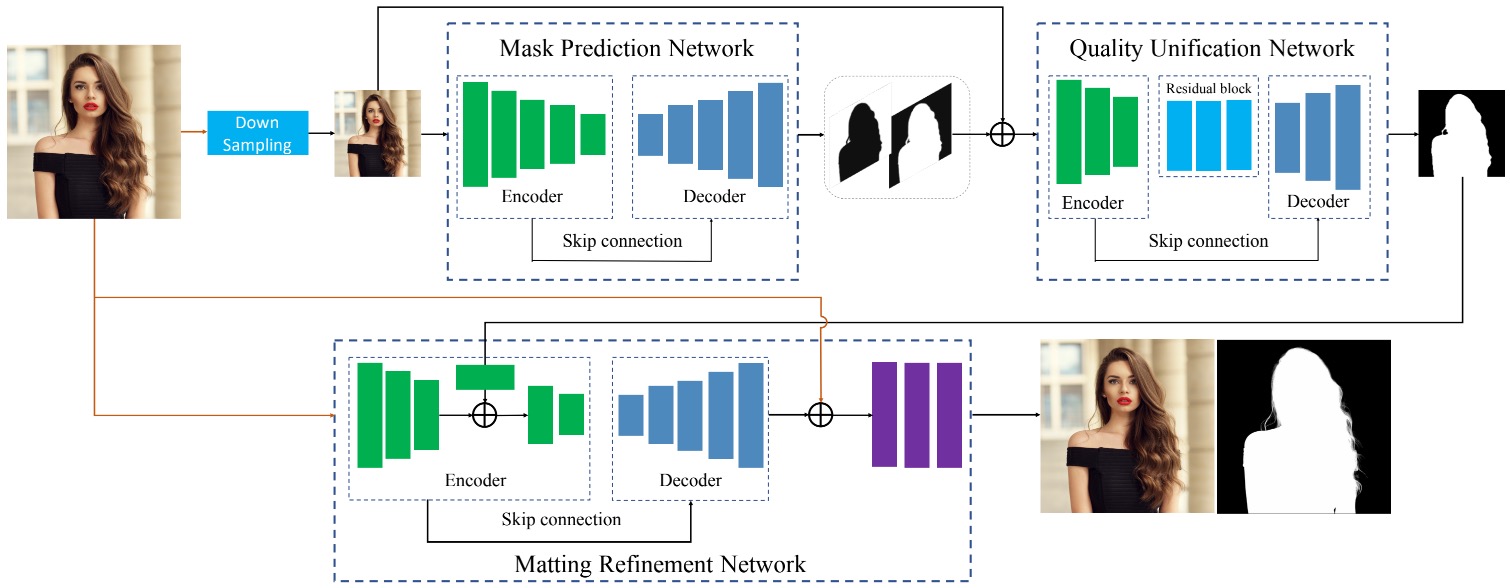 Mask Prediction Network
Quality Unification Network
Down
Sampling
Encoder
Decoder
Skip connection
Residual block
Encoder
Decoder
Skip connection
Encoder
Decoder
Skip connection
Matting Refinement Network